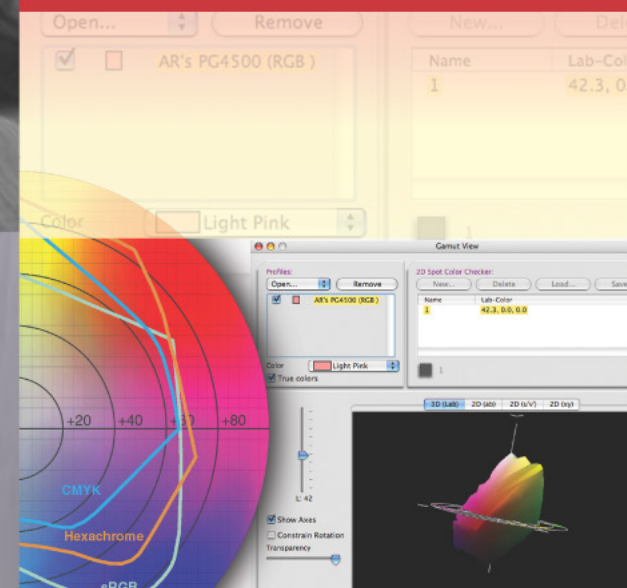 Open... Remove New... Del
AR's PG4500 (RGB ) Name Lab-Col
1 42.3, 0
Color Light Pink 1
Gamut View
Profiles: 2D Spot Color Checker:
Open... Remove New... Delete Load... Save
AR's PG4500 (RGB ) Name Lab-Color
1 42.3, 0.0, 0.0
Color Light Pink 1
True colors
3D (Lab) 2D (ab) 2D (u'v') 2D (xy)
+20 +40 +60 +80
L: 42
CMYK
Show Axes
Hexachrome Constrain Rotation
Transparency
sRGB